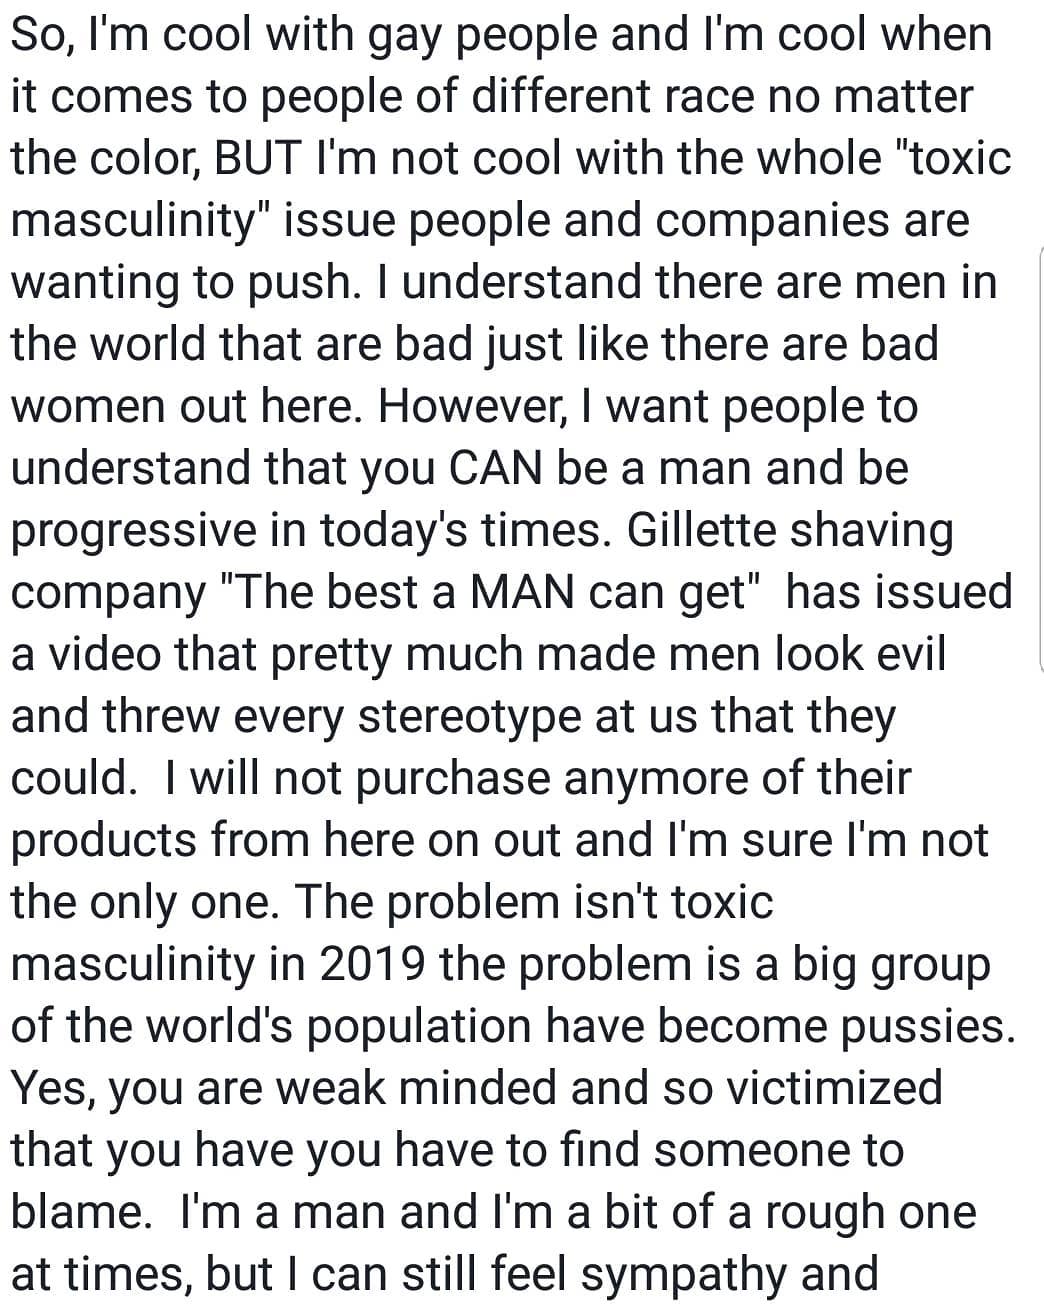 So, I'm cool with gay people and I'm cool when
it comes to people of different race no matter
the color, BUT I'm not cool with the whole "toxic
masculinity" issue people and companies are
wanting to push. I understand there are men in
the world that are bad just like there are bad
women out here. However, I want people to
understand that you CAN be a man and be
progressive in today's times. Gillette shaving
company "The best a MAN can get"  has issued
a video that pretty much made men look evil
and threw every stereotype at us that they
could.  I will not purchase anymore of their
products from here on out and I'm sure I'm not
the only one. The problem isn't toxic
masculinity in 2019 the problem is a big group
of the world's population have become pussies.
Yes, you are weak minded and so victimized
that you have you have to find someone to
blame.  I'm a man and I'm a bit of a rough one
at times, but I can still feel sympathy and